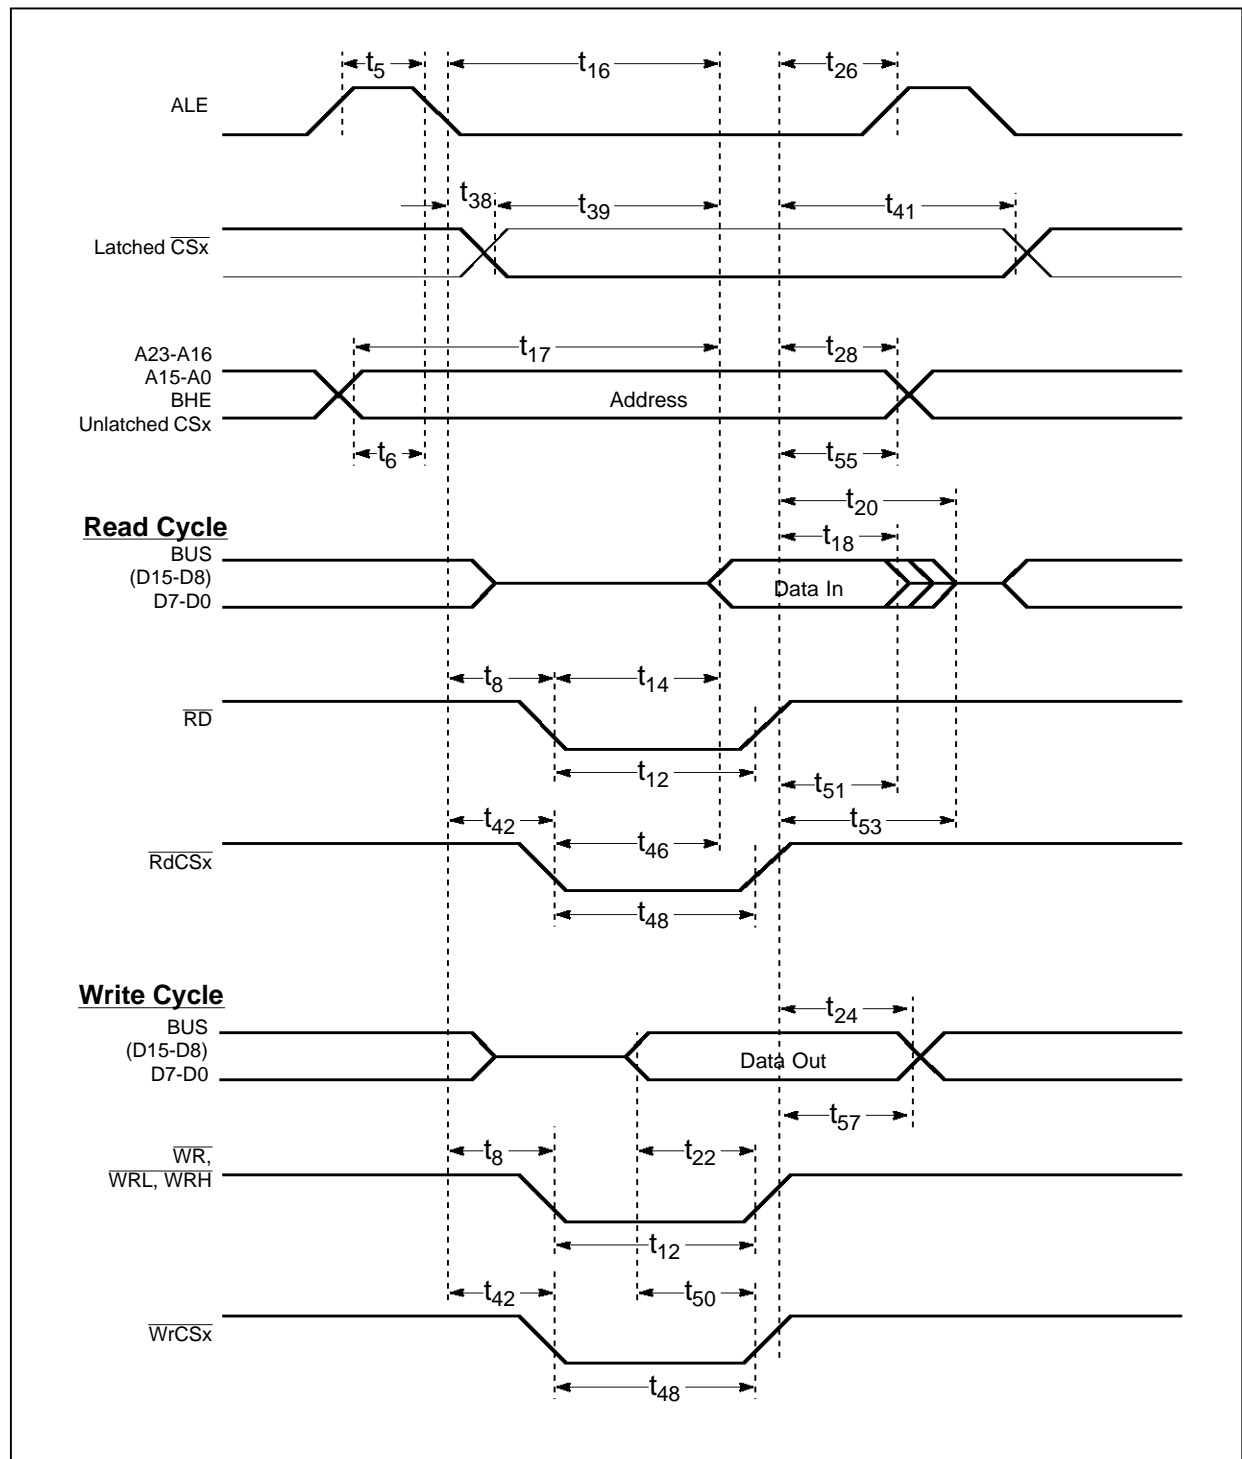 t5 t16 t26
ALE
t38 t39 t41
Latched CSx
A23-A16
A15-A0
BHE
Unlatched CSx
t17 t28
Address
t6 t55
t20
Read Cycle
t18
BUS
(D15-D8)
D7-D0
Data In
t8 t14
RD
t12 t51
t42 t46 t53
RdCSx
t48
Write Cycle
t24
BUS
(D15-D8)
D7-D0
Data Out
t57
WR,
WRL, WRH
t8 t22
t12
t42 t50
WrCSx
t48